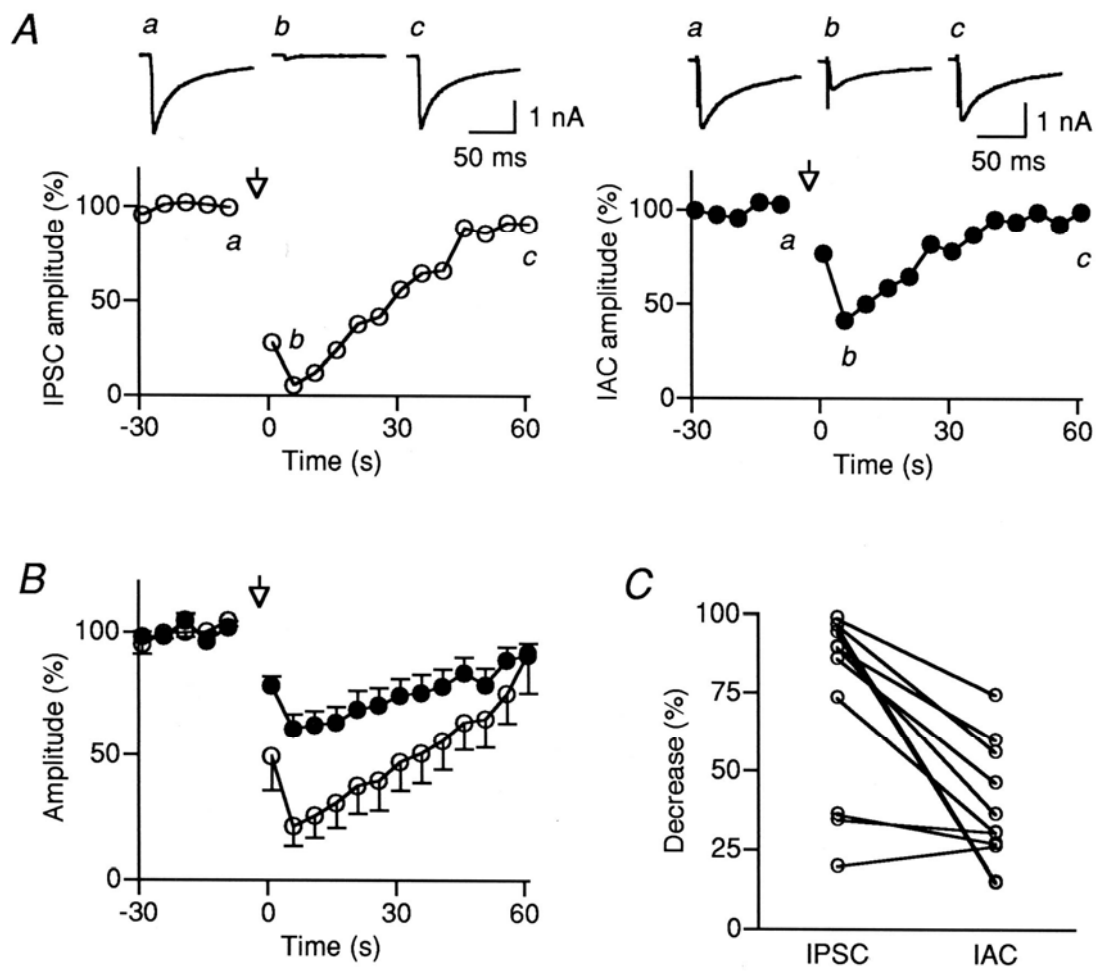 A
a b c
1 nA
50 ms
IPSC amplitude (%)
100
50
0
a
b
c
-30 0 30 60
Time (s)
a b c
1 nA
50 ms
IAC amplitude (%)
100
50
0
a
b
c
-30 0 30 60
Time (s)
B
Amplitude (%)
100
50
0
-30 0 30 60
Time (s)
C
Decrease (%)
100
75
50
25
0
IPSC IAC